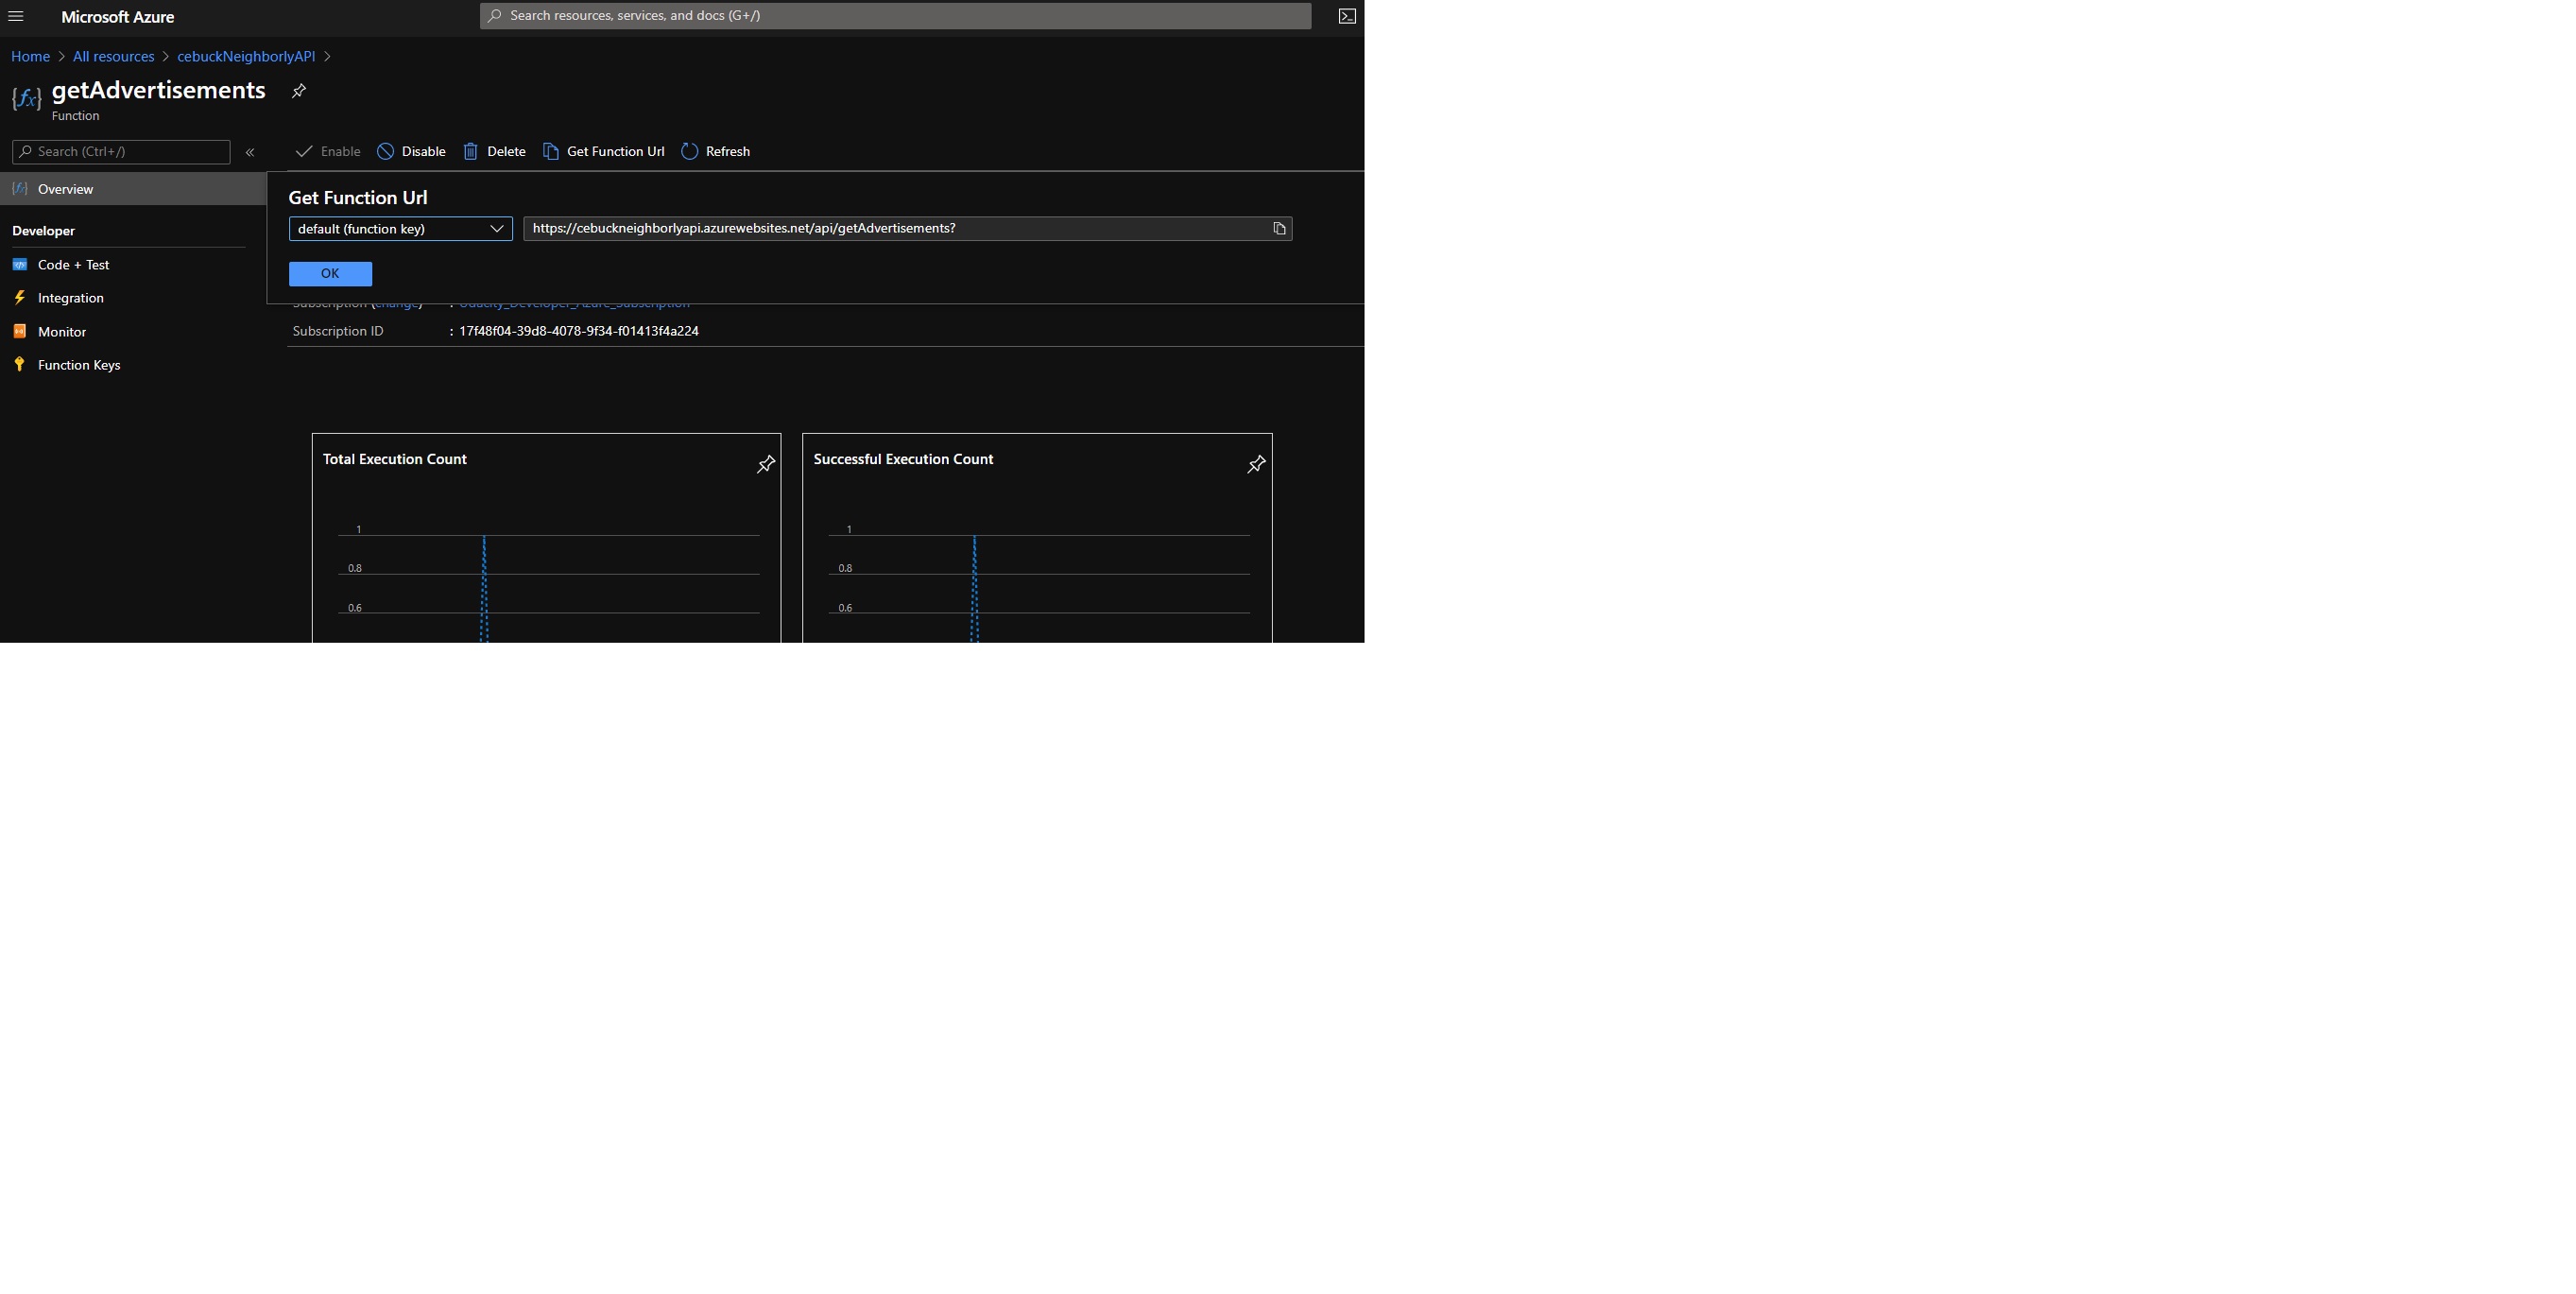 Microsoft Azure
Search resources, services, and docs (G+/)
Home > All resources > cebuckNeighborlyAPI >
{fx}
getAdvertisements
Function
Search (Ctrl+/)
«
Enable Disable Delete Get Function Url Refresh
Overview
Developer
Code + Test
Integration
Monitor
Function Keys
Get Function Url
default (function key)
https://cebuckneighborlyapi.azurewebsites.net/api/getAdvertisements?
OK
Subscription (change) : Udacity_Developer_Azure_Subscription
Subscription ID : 17f48f04-39d8-4078-9f34-f01413f4a224
Total Execution Count
1
0.8
0.6
Successful Execution Count
1
0.8
0.6